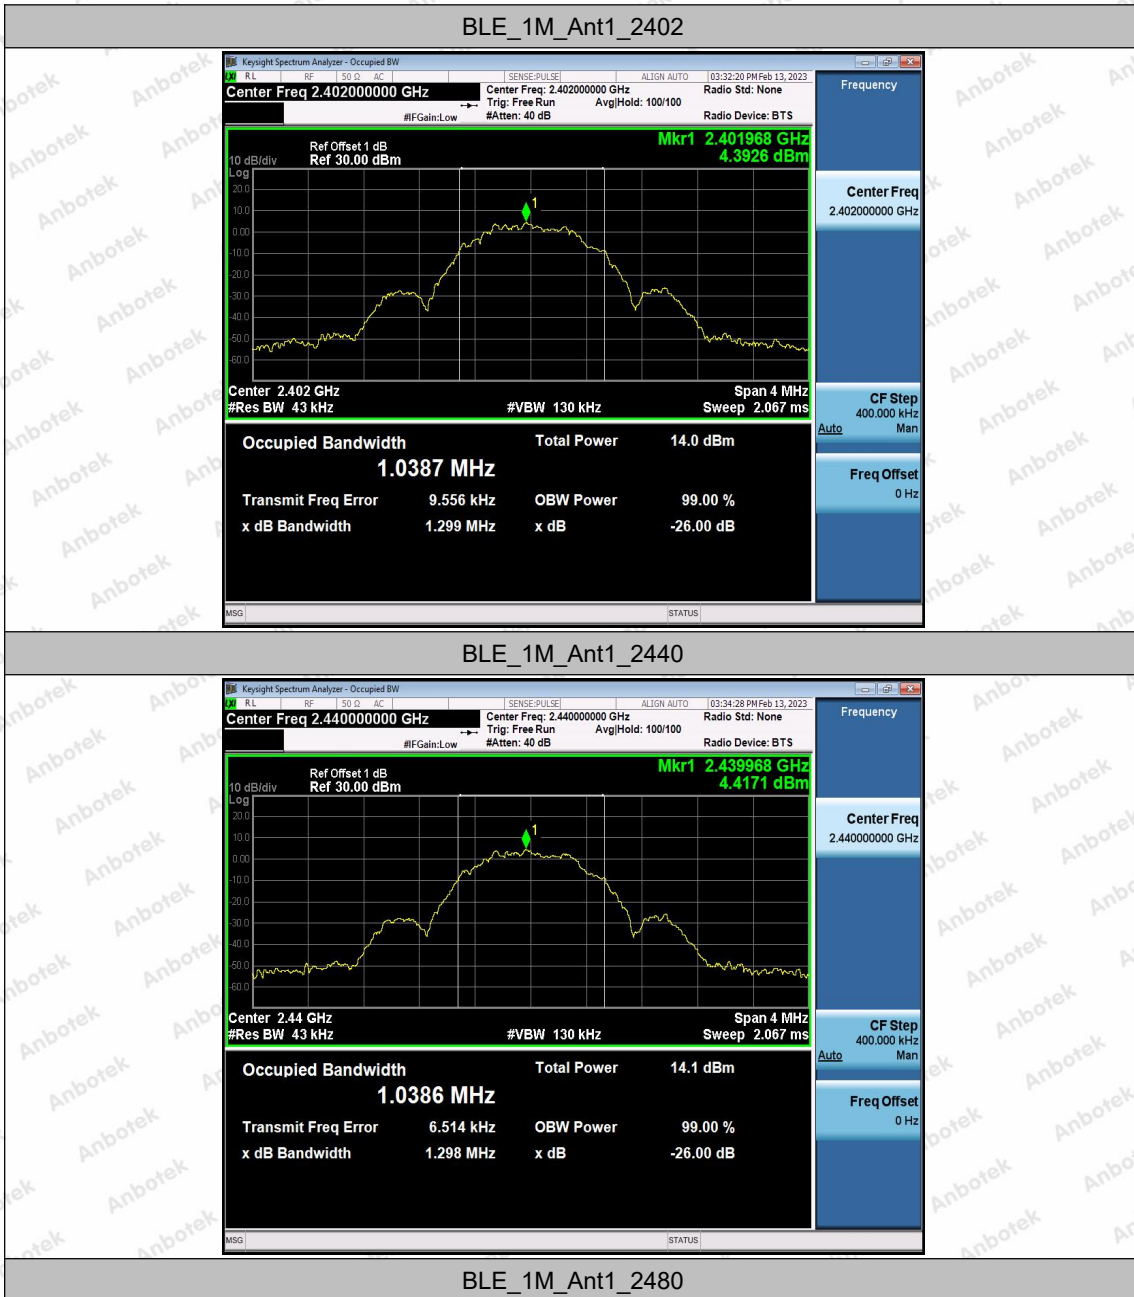 BLE_1M_Ant1_2402
Keysight Spectrum Analyzer - Occupied BW
LXI RL RF 50 Ω AC SENSE:PULSE ALIGN AUTO 03:32:20 PM Feb 13, 2023
Center Freq 2.402000000 GHz Center Freq: 2.402000000 GHz Radio Std: None
Trig: Free Run Avg|Hold: 100/100
#IFGain:Low #Atten: 40 dB Radio Device: BTS
Frequency
Mkr1 2.401968 GHz
4.3926 dBm
Ref Offset 1 dB
10 dB/div Ref 30.00 dBm
Log
20.0
10.0
0.00
-10.0
-20.0
-30.0
-40.0
-50.0
-60.0
1
Center 2.402 GHz Span 4 MHz
#Res BW 43 kHz #VBW 130 kHz Sweep 2.067 ms
Center Freq
2.402000000 GHz
CF Step
400.000 kHz
Auto Man
Freq Offset
0 Hz
Occupied Bandwidth Total Power 14.0 dBm
1.0387 MHz
Transmit Freq Error 9.556 kHz OBW Power 99.00 %
x dB Bandwidth 1.299 MHz x dB -26.00 dB
MSG STATUS
BLE_1M_Ant1_2440
Keysight Spectrum Analyzer - Occupied BW
LXI RL RF 50 Ω AC SENSE:PULSE ALIGN AUTO 03:34:28 PM Feb 13, 2023
Center Freq 2.440000000 GHz Center Freq: 2.440000000 GHz Radio Std: None
Trig: Free Run Avg|Hold: 100/100
#IFGain:Low #Atten: 40 dB Radio Device: BTS
Frequency
Mkr1 2.439968 GHz
4.4171 dBm
Ref Offset 1 dB
10 dB/div Ref 30.00 dBm
Log
20.0
10.0
0.00
-10.0
-20.0
-30.0
-40.0
-50.0
-60.0
1
Center 2.44 GHz Span 4 MHz
#Res BW 43 kHz #VBW 130 kHz Sweep 2.067 ms
Center Freq
2.440000000 GHz
CF Step
400.000 kHz
Auto Man
Freq Offset
0 Hz
Occupied Bandwidth Total Power 14.1 dBm
1.0386 MHz
Transmit Freq Error 6.514 kHz OBW Power 99.00 %
x dB Bandwidth 1.298 MHz x dB -26.00 dB
MSG STATUS
BLE_1M_Ant1_2480